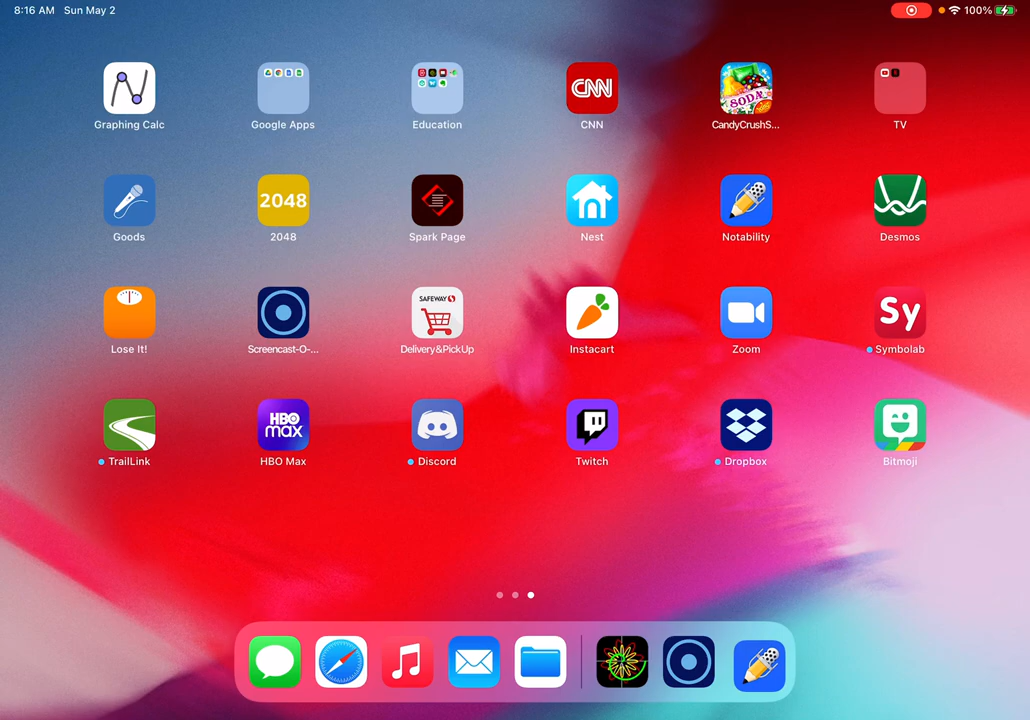 8:16 AM Sun May 2
100%
CNN
SODA
Graphing Calc
Google Apps
Education
CNN
CandyCrushS...
TV
2048
Goods
2048
Spark Page
Nest
Notability
Desmos
SAFEWAY
Sy
Lose It!
Screencast-O-...
Delivery&PickUp
Instacart
Zoom
Symbolab
HBO
max
TrailLink
HBO Max
Discord
Twitch
Dropbox
Bitmoji